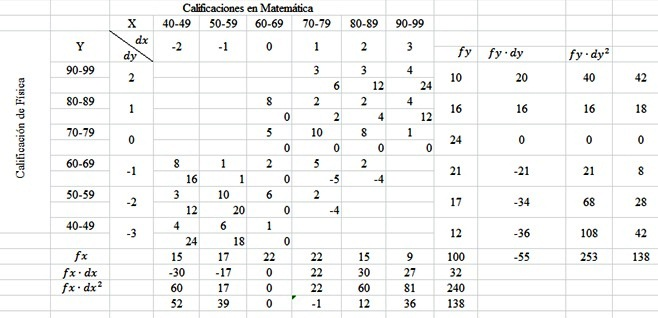 Calificaciones en Matemática
X 40-49 50-59 60-69 70-79 80-89 90-99
Y dx dy -2 -1 0 1 2 3 fy fy · dy fy · dy²
Calificación de Física
90-99 2 3 3 4 10 20 40 42
6 12 24
80-89 1 8 2 2 4 16 16 16 18
0 2 4 12
70-79 0 5 10 8 1 24 0 0 0
0 0 0 0
60-69 -1 8 1 2 5 2 21 -21 21 8
16 1 0 -5 -4
50-59 -2 3 10 6 2 17 -34 68 28
12 20 0 -4
40-49 -3 4 6 1 12 -36 108 42
24 18 0
fx 15 17 22 22 15 9 100 -55 253 138
fx · dx -30 -17 0 22 30 27 32
fx · dx² 60 17 0 22 60 81 240
52 39 0 -1 12 36 138